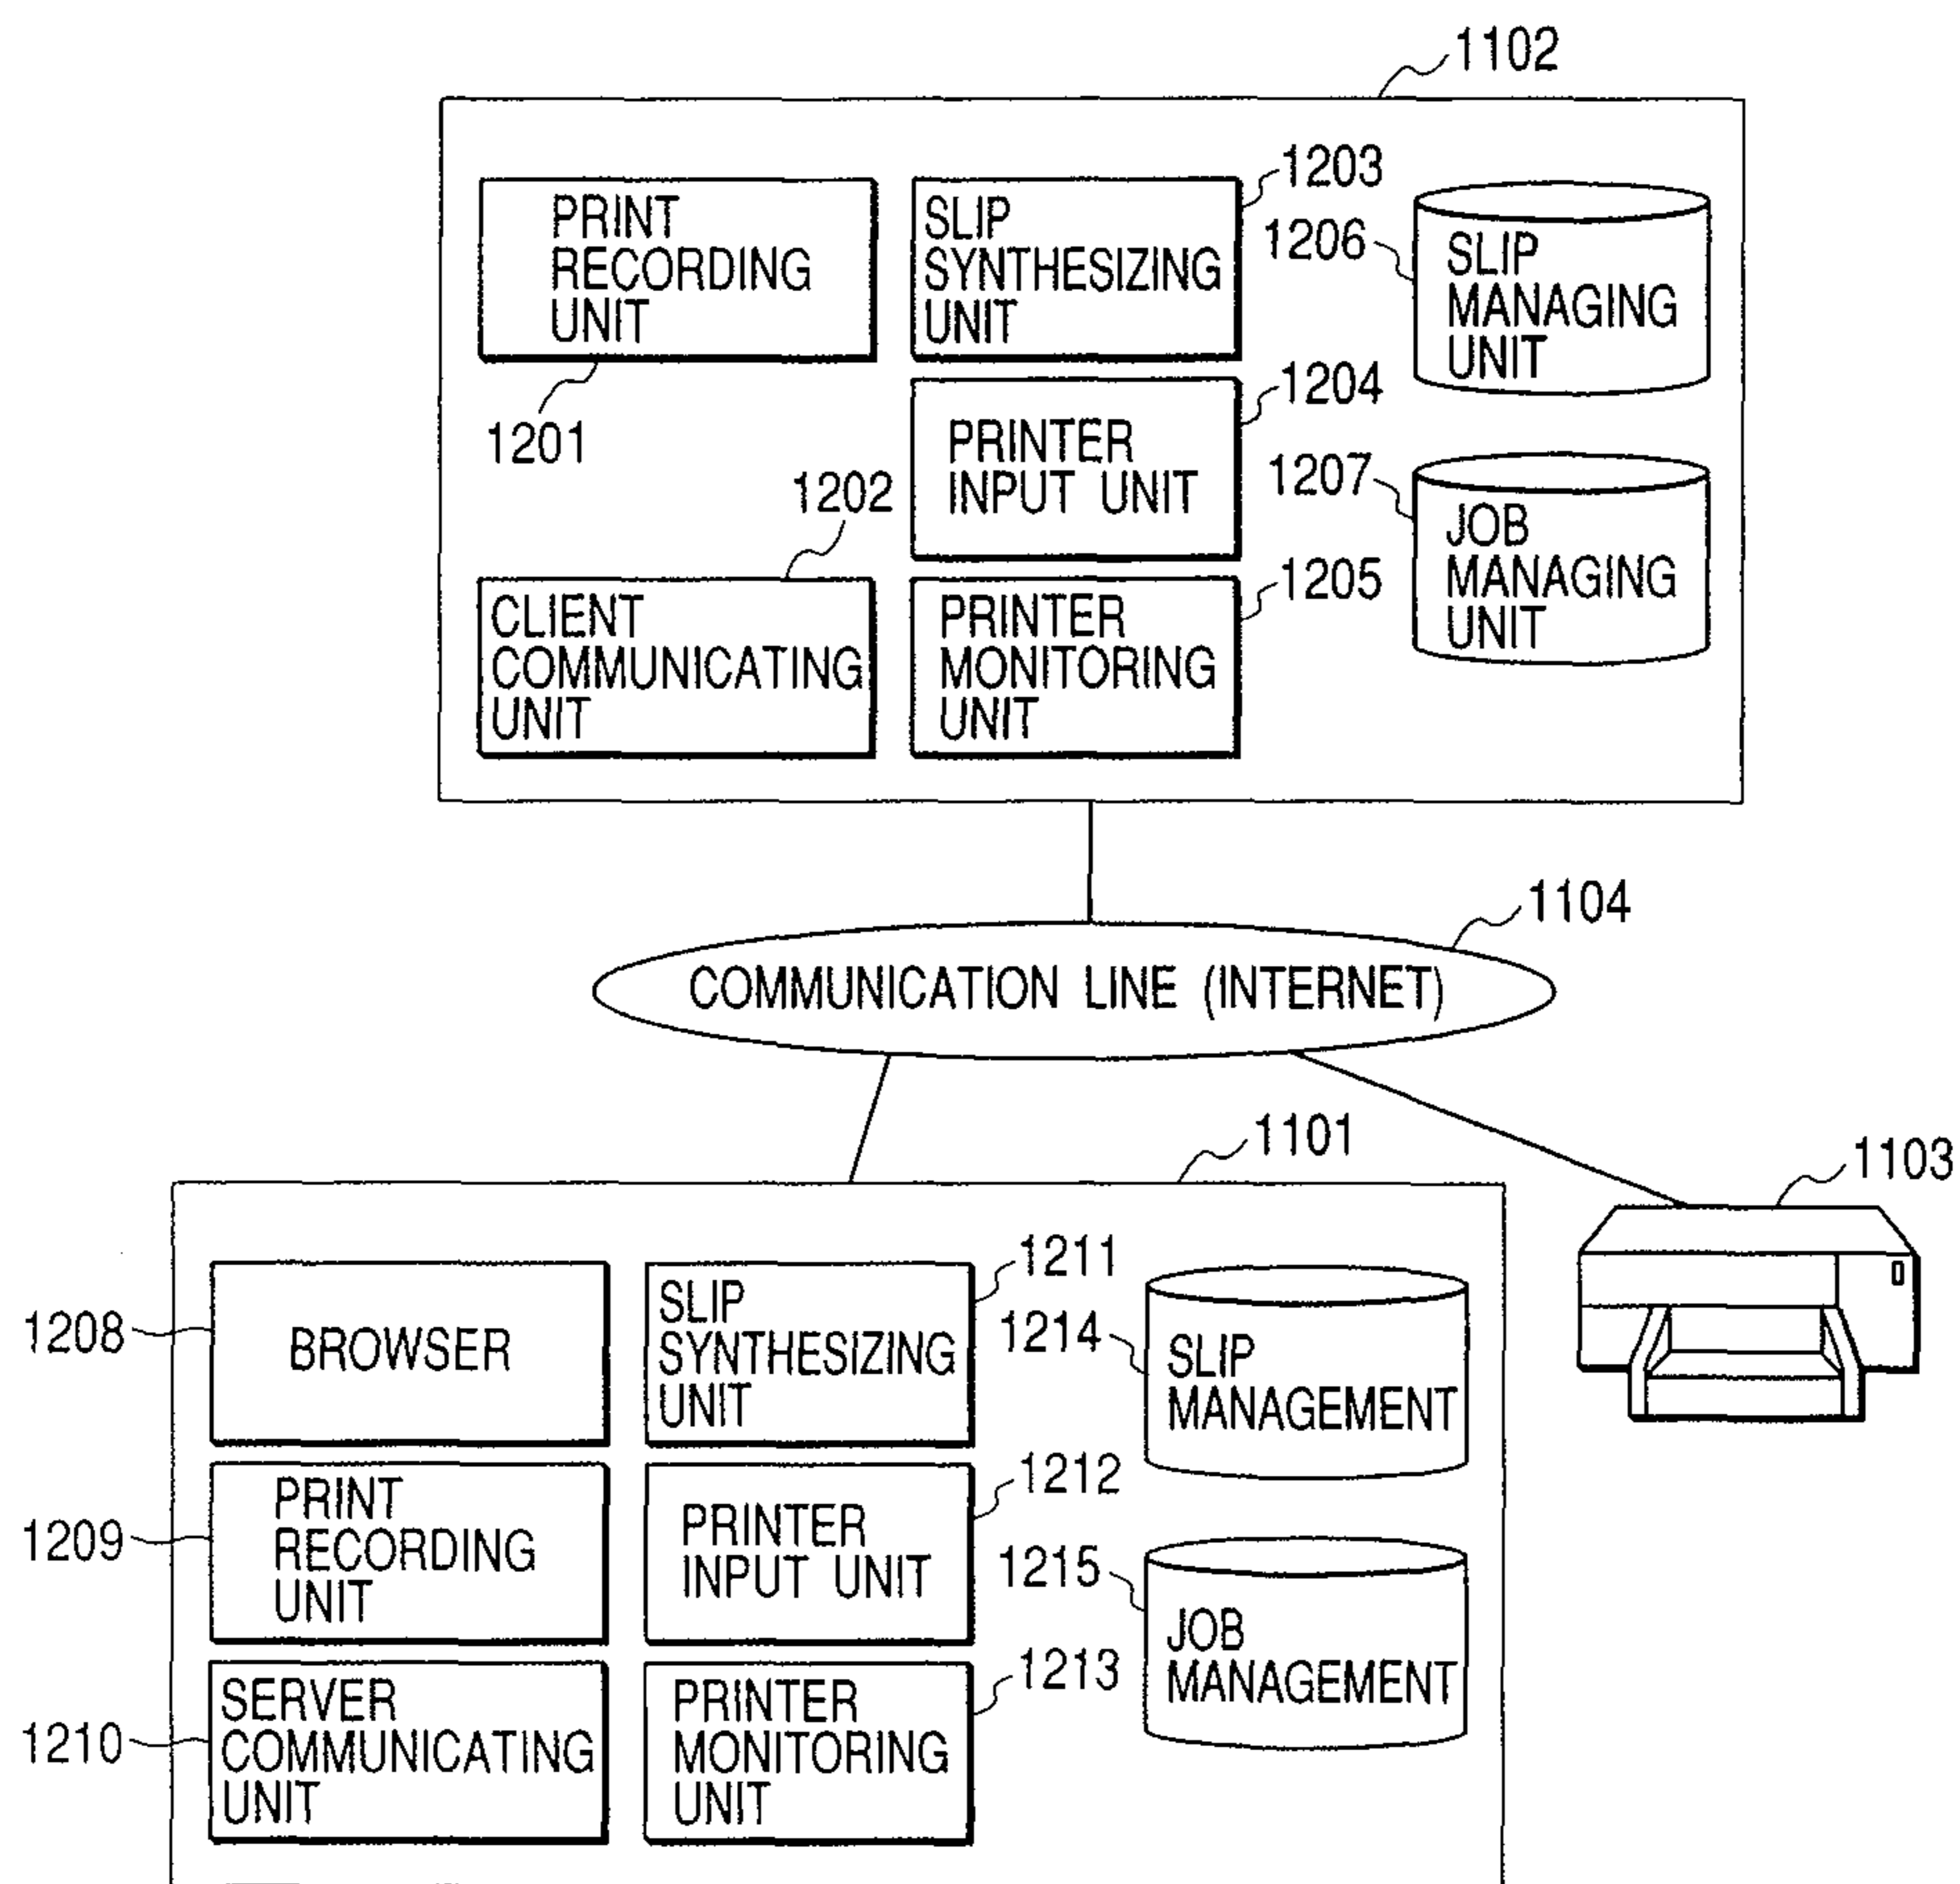 1102
PRINT
RECORDING
UNIT
1201
SLIP
SYNTHESIZING
UNIT
1203
1206
SLIP
MANAGING
UNIT
PRINTER
INPUT UNIT
1204
1207
JOB
MANAGING
UNIT
1202
CLIENT
COMMUNICATING
UNIT
PRINTER
MONITORING
UNIT
1205
1104
COMMUNICATION LINE (INTERNET)
1101
1103
1208
BROWSER
SLIP
SYNTHESIZING
UNIT
1211
1214
SLIP
MANAGEMENT
1209
PRINT
RECORDING
UNIT
PRINTER
INPUT UNIT
1212
1215
JOB
MANAGEMENT
1210
SERVER
COMMUNICATING
UNIT
PRINTER
MONITORING
UNIT
1213